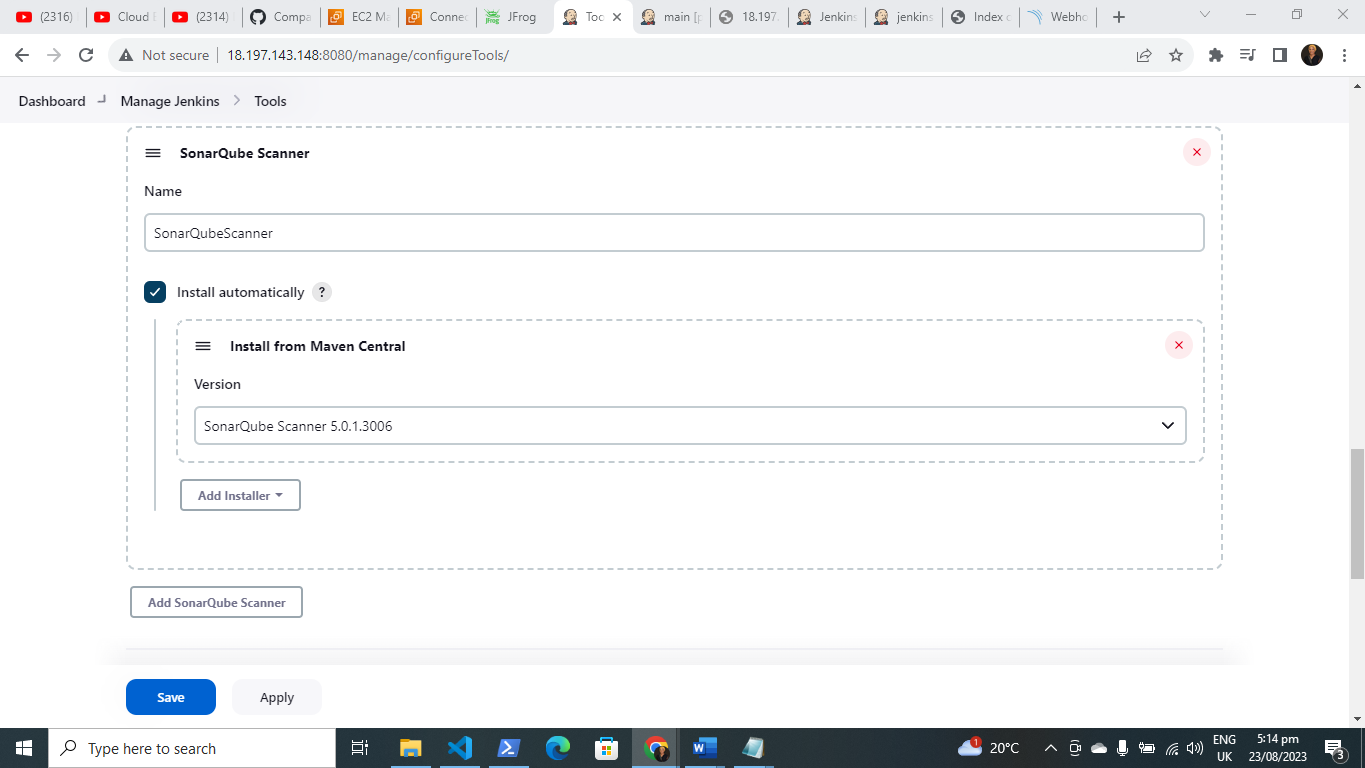 (2316)
Cloud
(2314)
Compa
EC2 Ma
Connec
JFrog
Too
main [p
18.197.
Jenkins
jenkins
Index o
Webho
Not secure
18.197.143.148:8080/manage/configureTools/
Dashboard
Manage Jenkins
Tools
SonarQube Scanner
Name
SonarQubeScanner
Install automatically ?
Install from Maven Central
Version
SonarQube Scanner 5.0.1.3006
Add Installer
Add SonarQube Scanner
Save
Apply
Type here to search
1
20°C
ENG
UK
5:14 pm
23/08/2023
3